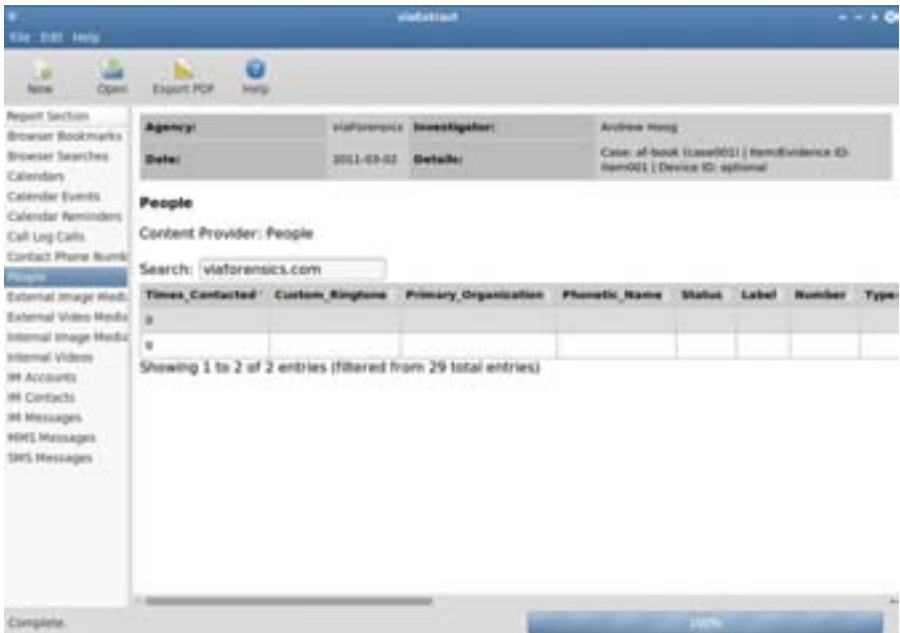 viaExtract
File Edit Help
New Open Export PDF Help
Report Section
Browser Bookmarks
Browser Searches
Calendars
Calendar Events
Calendar Reminders
Call Log Calls
Contact Phone Numb
People
External Image Medi
External Video Media
Internal Image Media
Internal Videos
IM Accounts
IM Contacts
IM Messages
MMS Messages
SMS Messages
Agency: viaforensics Investigator: Andrew Hoog
Date: 2011-03-02 Details: Case: af-book (case001) | Item/Evidence ID:
item001 | Device ID: optional
People
Content Provider: People
Search: viaforensics.com
Times_Contacted Custom_Ringtone Primary_Organization Phonetic_Name Status Label Number Type
0
0
Showing 1 to 2 of 2 entries (filtered from 29 total entries)
Complete. 100%